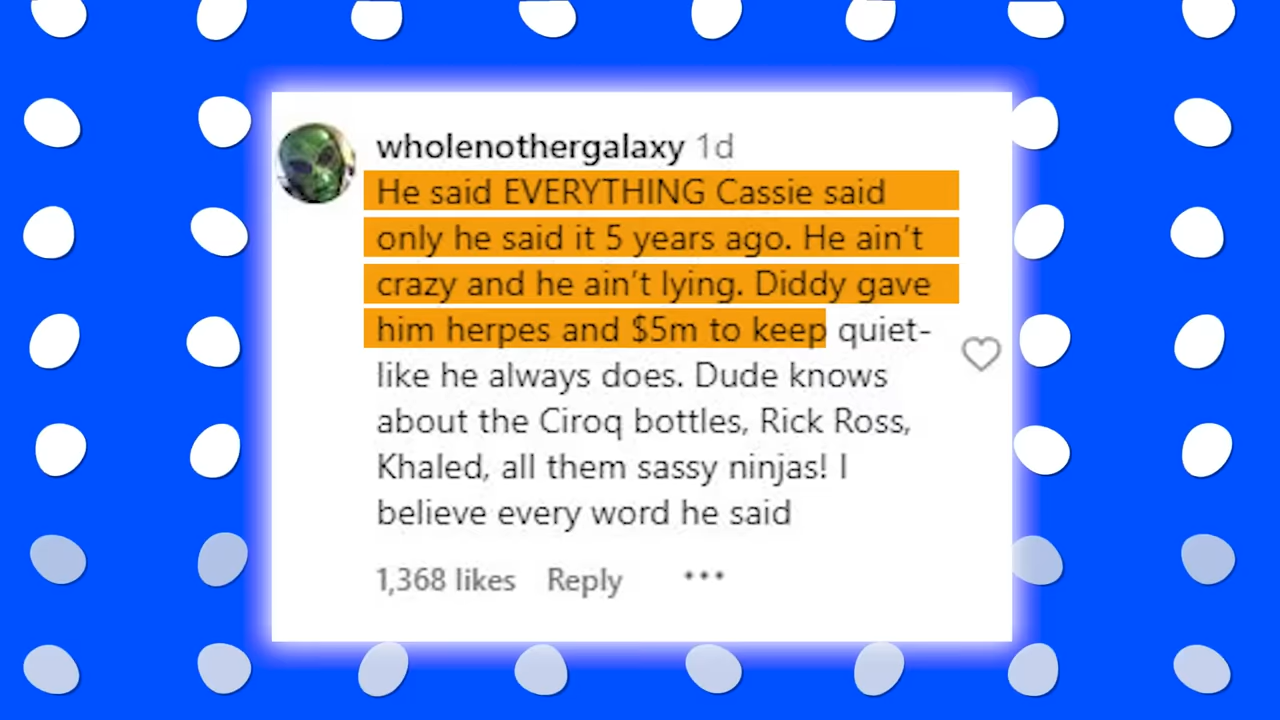 wholenothergalaxy 1d
He said EVERYTHING Cassie said
only he said it 5 years ago. He ain't
crazy and he ain't lying. Diddy gave
him herpes and $5m to keep quiet-
like he always does. Dude knows
about the Ciroq bottles, Rick Ross,
Khaled, all them sassy ninjas! I
believe every word he said
1,368 likes Reply •••